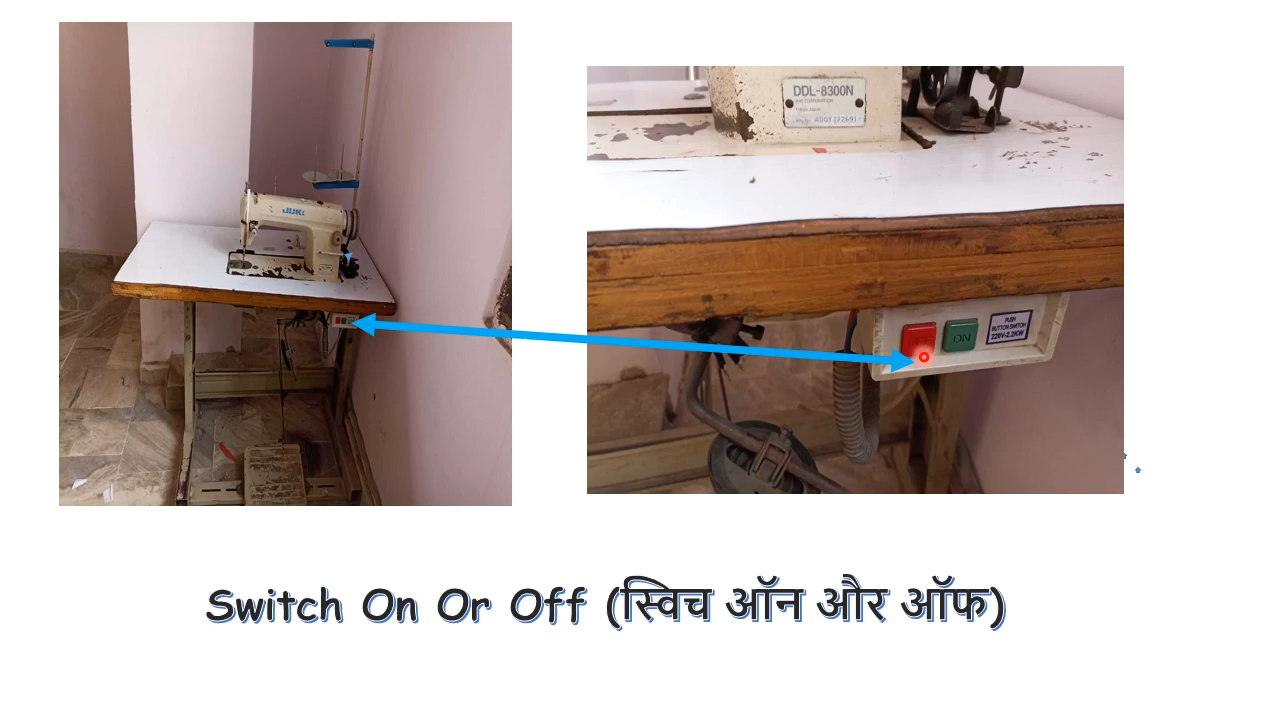 JUKI
DDL-8300N
ON
PUSH
BUTTON SWITCH
220V-2.2KW
Switch On Or Off (स्विच ऑन और ऑफ)